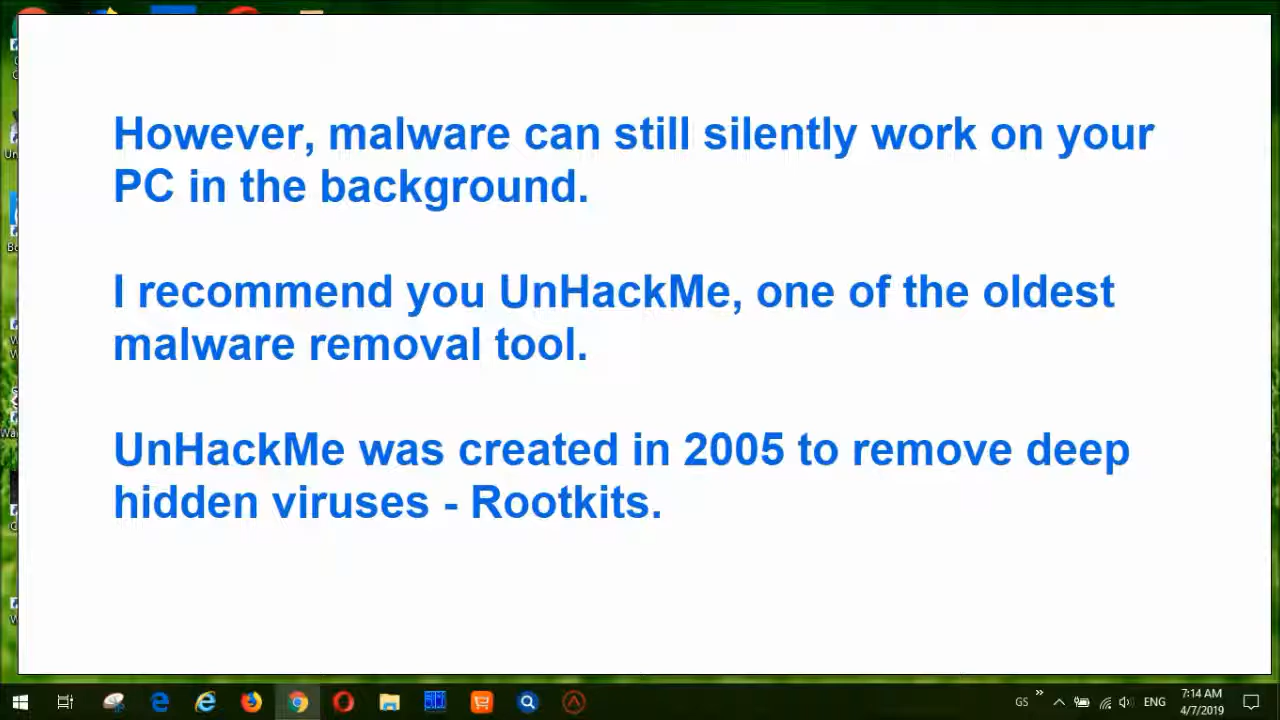 However, malware can still silently work on your
PC in the background.
I recommend you UnHackMe, one of the oldest
malware removal tool.
UnHackMe was created in 2005 to remove deep
hidden viruses - Rootkits.
GS
ENG
7:14 AM
4/7/2019